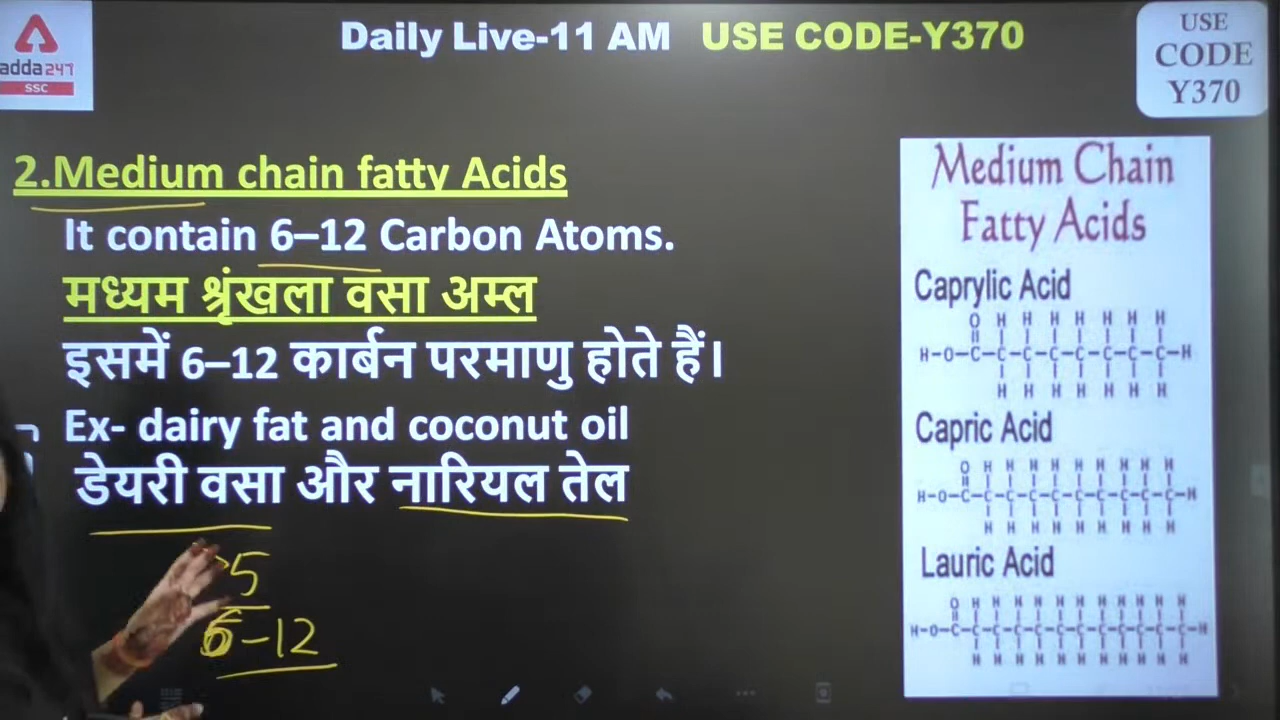 adda247
SSC
Daily Live-11 AM USE CODE-Y370
USE
CODE
Y370
2.Medium chain fatty Acids
It contain 6–12 Carbon Atoms.
मध्यम श्रृंखला वसा अम्ल
इसमें 6–12 कार्बन परमाणु होते हैं।
Ex- dairy fat and coconut oil
डेयरी वसा और नारियल तेल
5
6-12
Medium Chain
Fatty Acids
Caprylic Acid
O H H H H H H H
H-O-C-C-C-C-C-C-C-C-H
H H H H H H H
Capric Acid
O H H H H H H H H H
H-O-C-C-C-C-C-C-C-C-C-C-H
H H H H H H H H H
Lauric Acid
O H H H H H H H H H H H
H-O-C-C-C-C-C-C-C-C-C-C-C-C-H
H H H H H H H H H H H